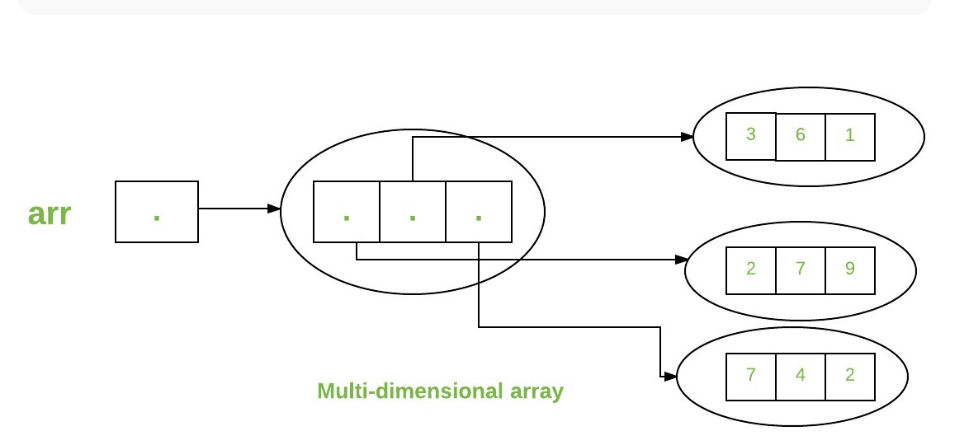 3 6 1
arr . . . .
2 7 9
7 4 2
Multi-dimensional array